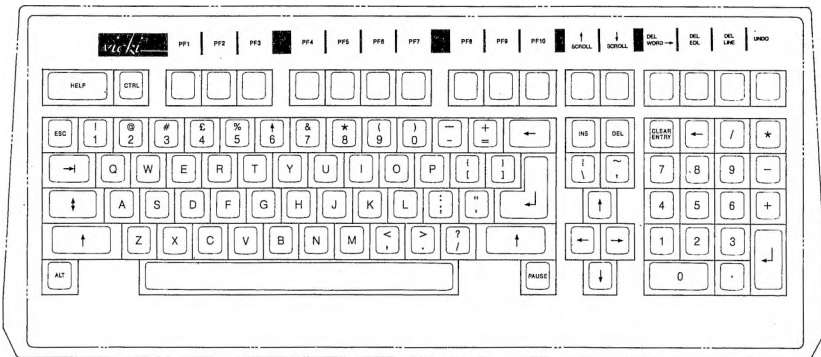 vicki PF1 PF2 PF3 PF4 PF5 PF6 PF7 PF8 PF9 PF10 ↑ SCROLL ↓ SCROLL DEL WORD → DEL EOL DEL LINE UNDO
HELP CTRL
ESC ! 1 @ 2 # 3 £ 4 % 5 ↑ 6 & 7 * 8 ( 9 ) 0 — - + = ← INS DEL CLEAR ENTRY ← / *
→| Q W E R T Y U I O P { [ } ] ¦ \ ~ , 7 8 9 −
↕ A S D F G H J K L : ; " ' ↵ ↑ 4 5 6 +
↑ Z X C V B N M < , > . ? / ↑ ← → 1 2 3 ↵
ALT PAUSE ↓ 0 .